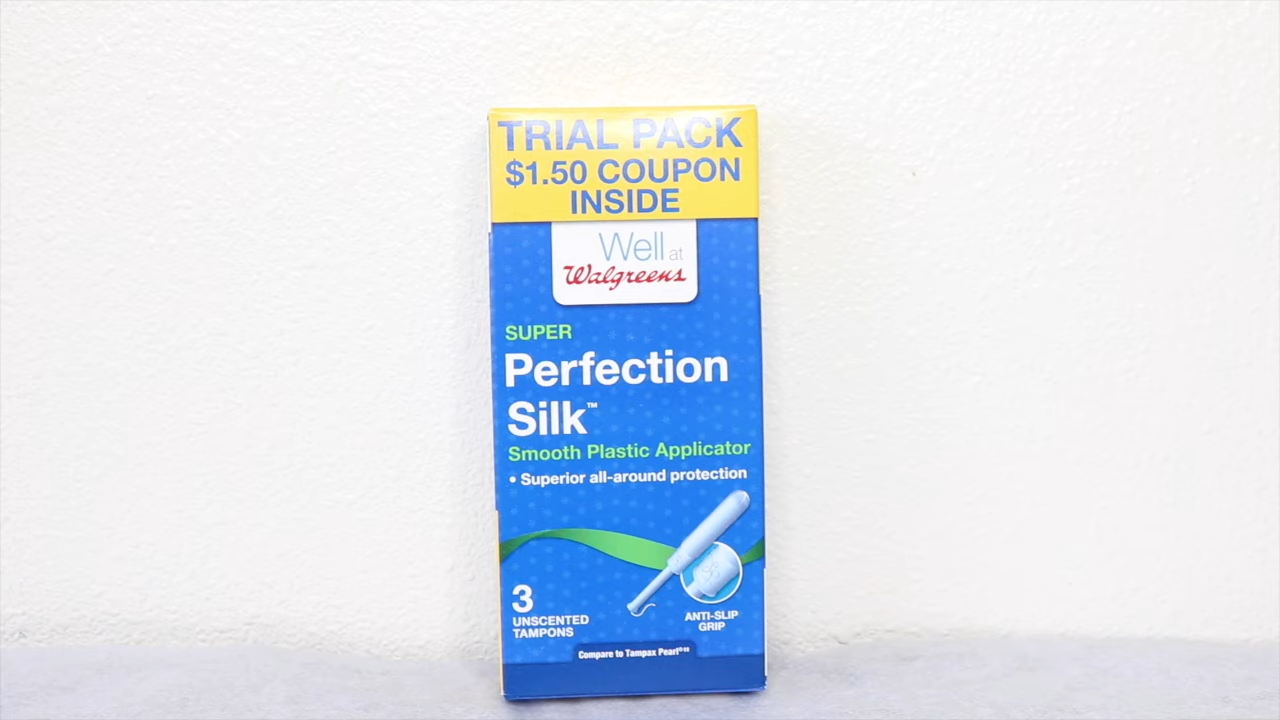 TRIAL PACK
$1.50 COUPON
INSIDE
Well at
Walgreens
SUPER
Perfection
Silk™
Smooth Plastic Applicator
• Superior all-around protection
3
UNSCENTED
TAMPONS
ANTI-SLIP
GRIP
Compare to Tampax Pearl®